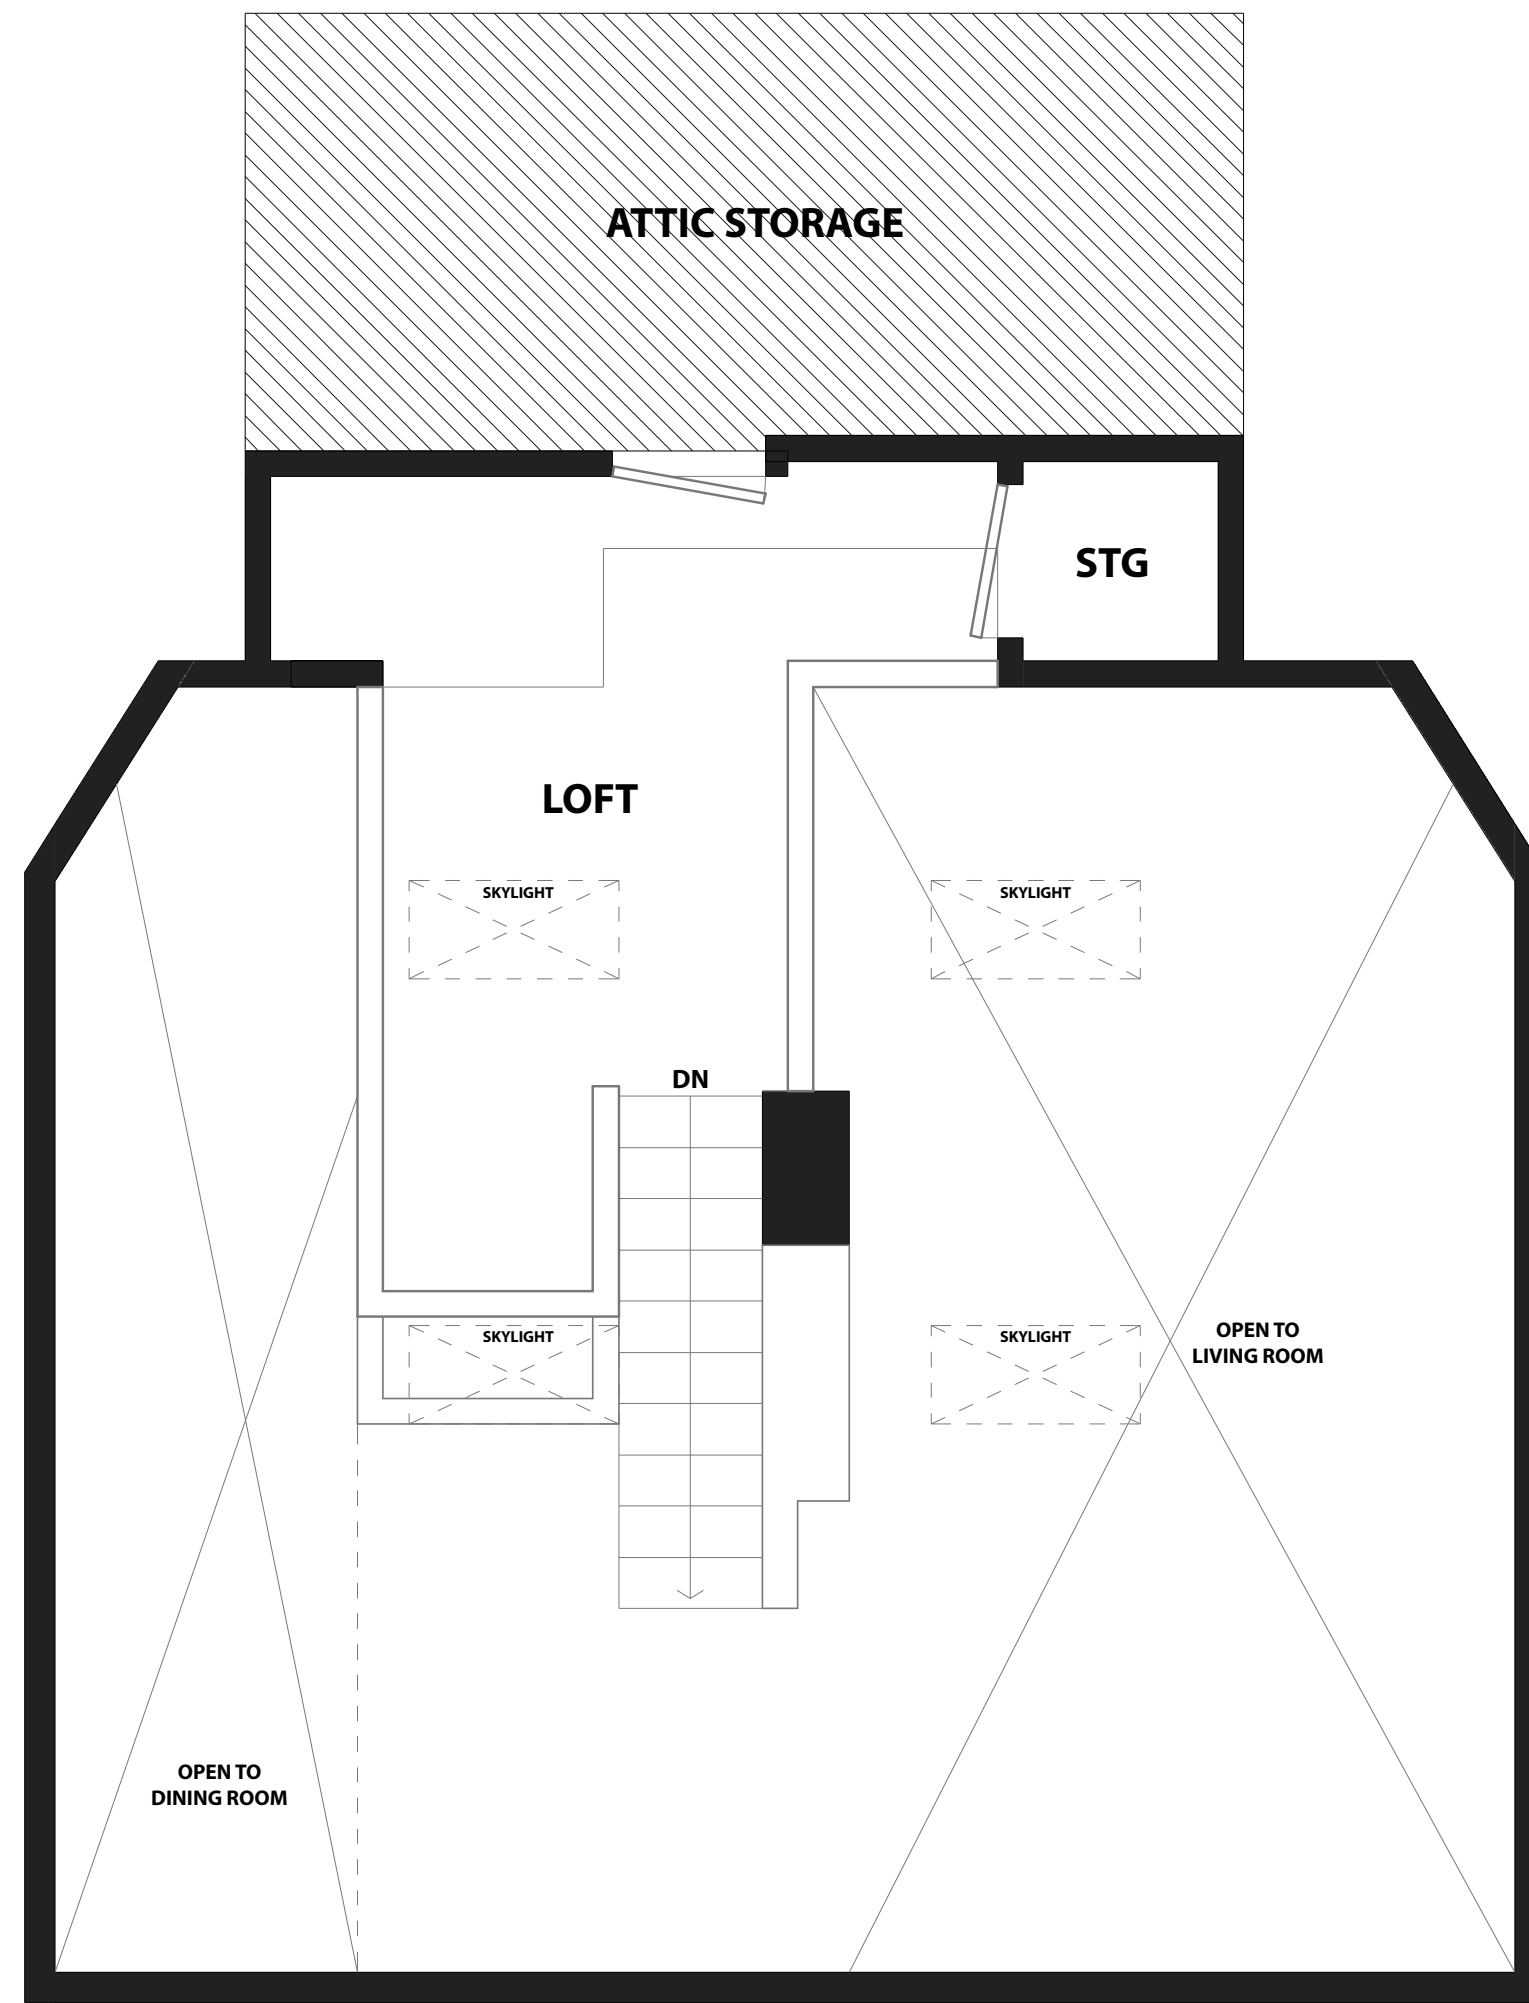 ATTIC STORAGE
STG
LOFT
SKYLIGHT
SKYLIGHT
DN
SKYLIGHT
SKYLIGHT
OPEN TO
LIVING ROOM
OPEN TO
DINING ROOM